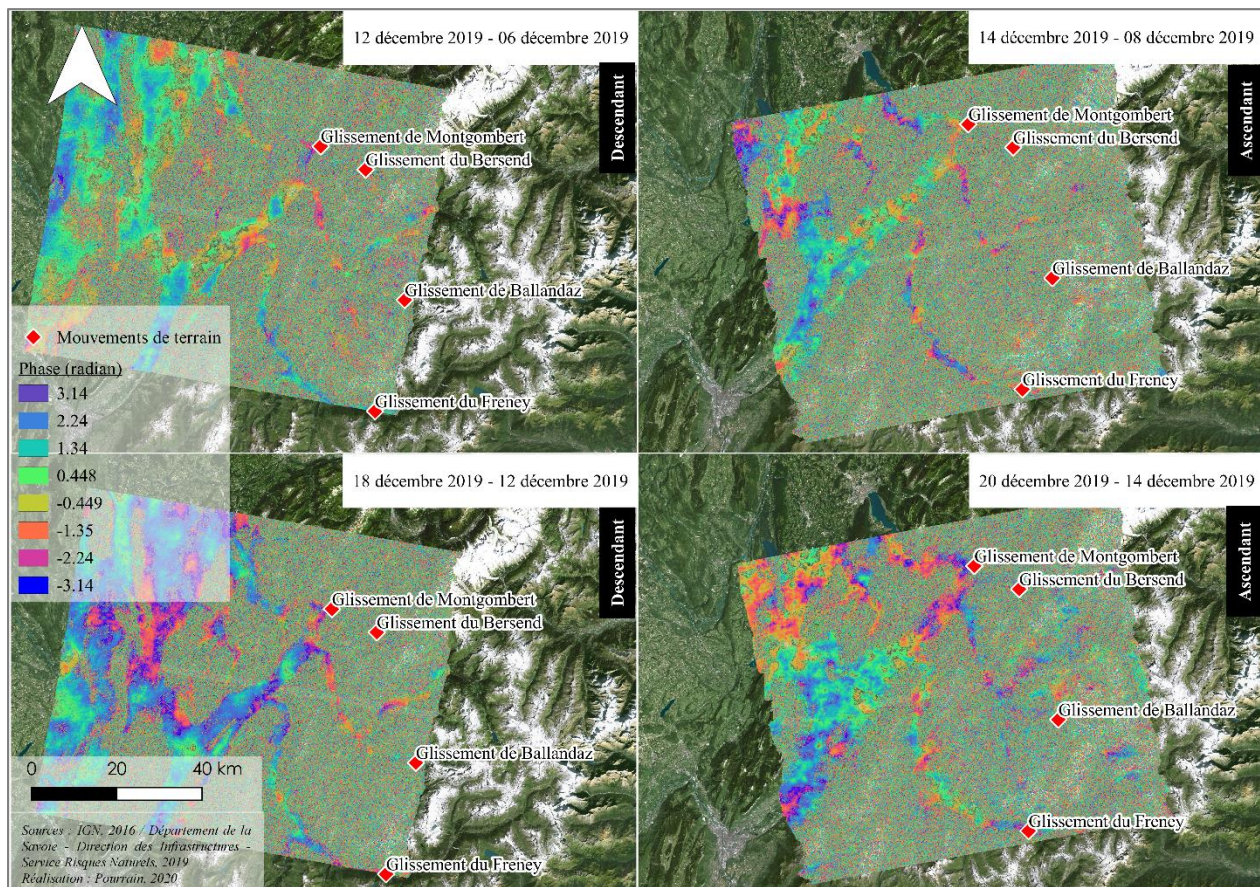 12 décembre 2019 - 06 décembre 2019
Descendant
Glissement de Montgombert
Glissement du Bersend
Glissement de Ballandaz
Glissement du Freney
14 décembre 2019 - 08 décembre 2019
Ascendant
Glissement de Montgombert
Glissement du Bersend
Glissement de Ballandaz
Glissement du Freney
Mouvements de terrain
Phase (radian)
3.14
2.24
1.34
0.448
-0.449
-1.35
-2.24
-3.14
18 décembre 2019 - 12 décembre 2019
Descendant
Glissement de Montgombert
Glissement du Bersend
Glissement de Ballandaz
Glissement du Freney
20 décembre 2019 - 14 décembre 2019
Ascendant
Glissement de Montgombert
Glissement du Bersend
Glissement de Ballandaz
Glissement du Freney
0 20 40 km
Sources : IGN, 2016 / Département de la
Savoie - Direction des Infrastructures -
Service Risques Naturels, 2019
Réalisation : Pourrain, 2020